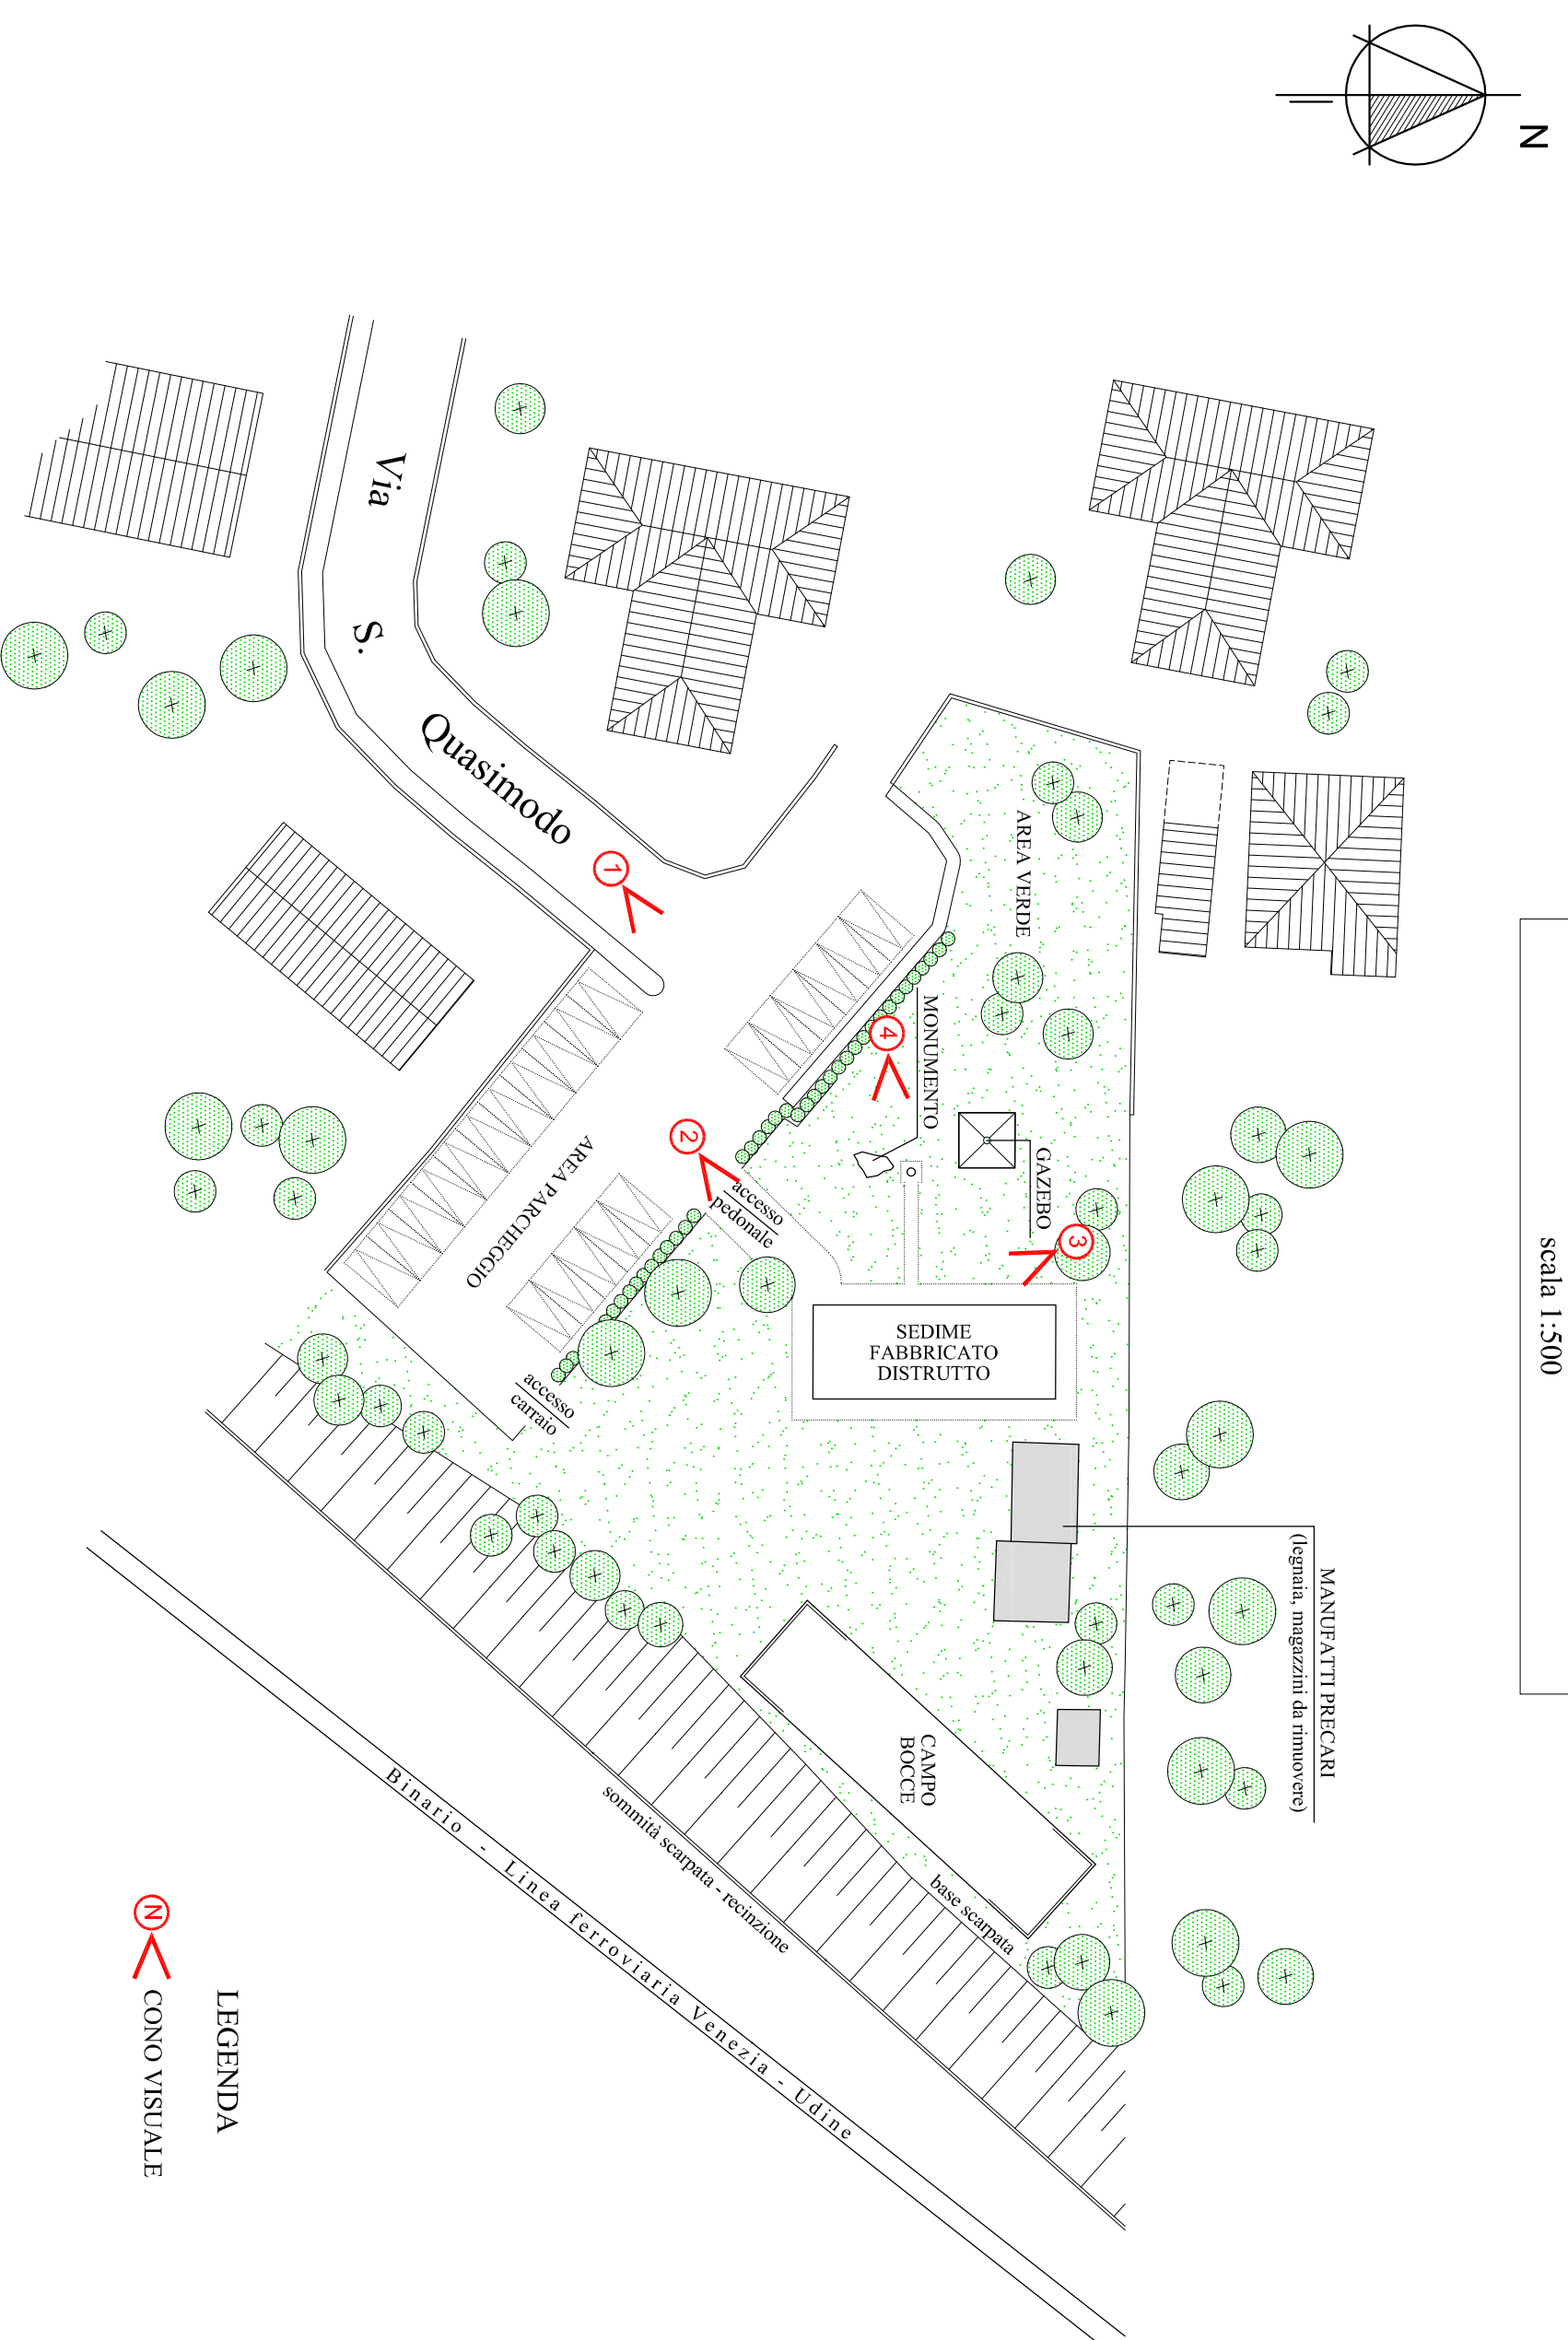 N
scala 1:500
Via
S.
Quasimodo
AREA VERDE
MONUMENTO
GAZEBO
1
2
3
4
AREA PARCHEGGIO
accesso
pedonale
accesso
carraio
SEDIME
FABBRICATO
DISTRUTTO
MANUFATTI PRECARI
(legnaia, magazzini da rimuovere)
CAMPO
BOCCE
base scarpata
sommità scarpata - recinzione
Binario - Linea ferroviaria Venezia - Udine
LEGENDA
N
CONO VISUALE